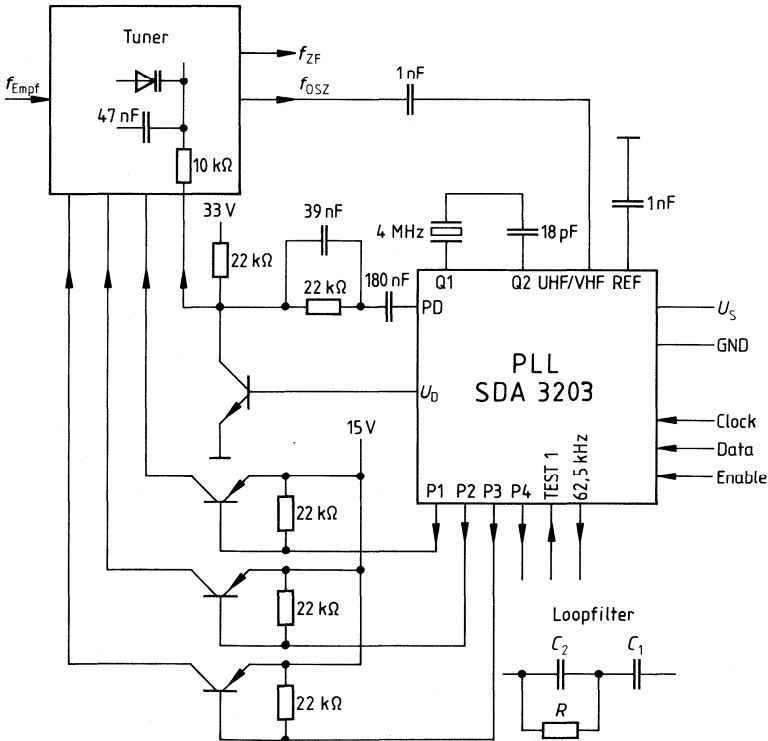 Tuner
f_ZF
f_Empf
f_OSZ
1 nF
47 nF
10 kΩ
33 V
39 nF
4 MHz
18 pF
1 nF
22 kΩ
22 kΩ
180 nF
Q1
Q2
UHF/VHF
REF
PD
U_S
PLL
GND
SDA 3203
U_D
Clock
15 V
Data
TEST 1
62,5 kHz
Enable
P1
P2
P3
P4
22 kΩ
22 kΩ
Loopfilter
C_2
C_1
22 kΩ
R